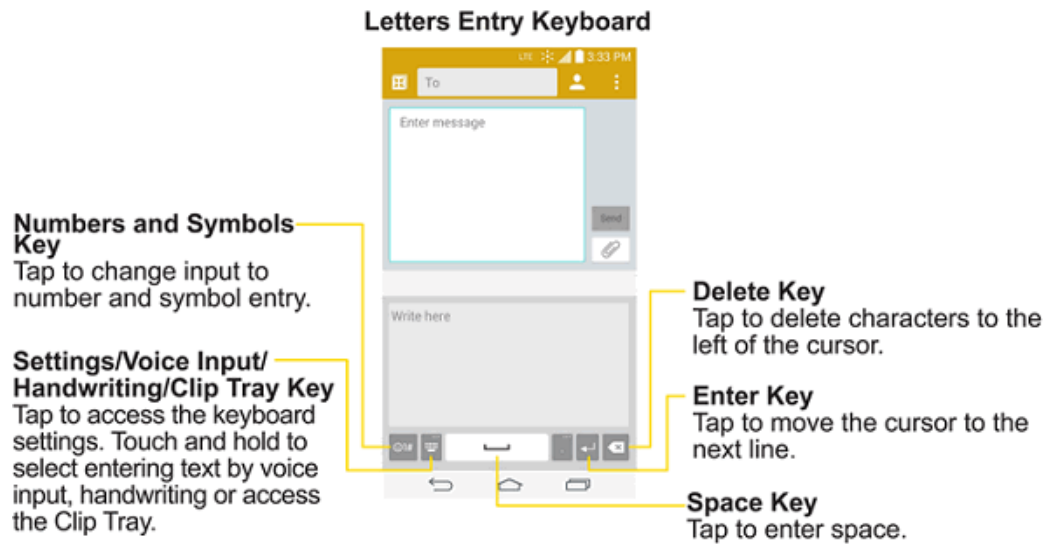 Letters Entry Keyboard
LTE 3:33 PM
To
Enter message
Send
Write here
Numbers and Symbols
Key
Tap to change input to
number and symbol entry.
Settings/Voice Input/
Handwriting/Clip Tray Key
Tap to access the keyboard
settings. Touch and hold to
select entering text by voice
input, handwriting or access
the Clip Tray.
Delete Key
Tap to delete characters to the
left of the cursor.
Enter Key
Tap to move the cursor to the
next line.
Space Key
Tap to enter space.